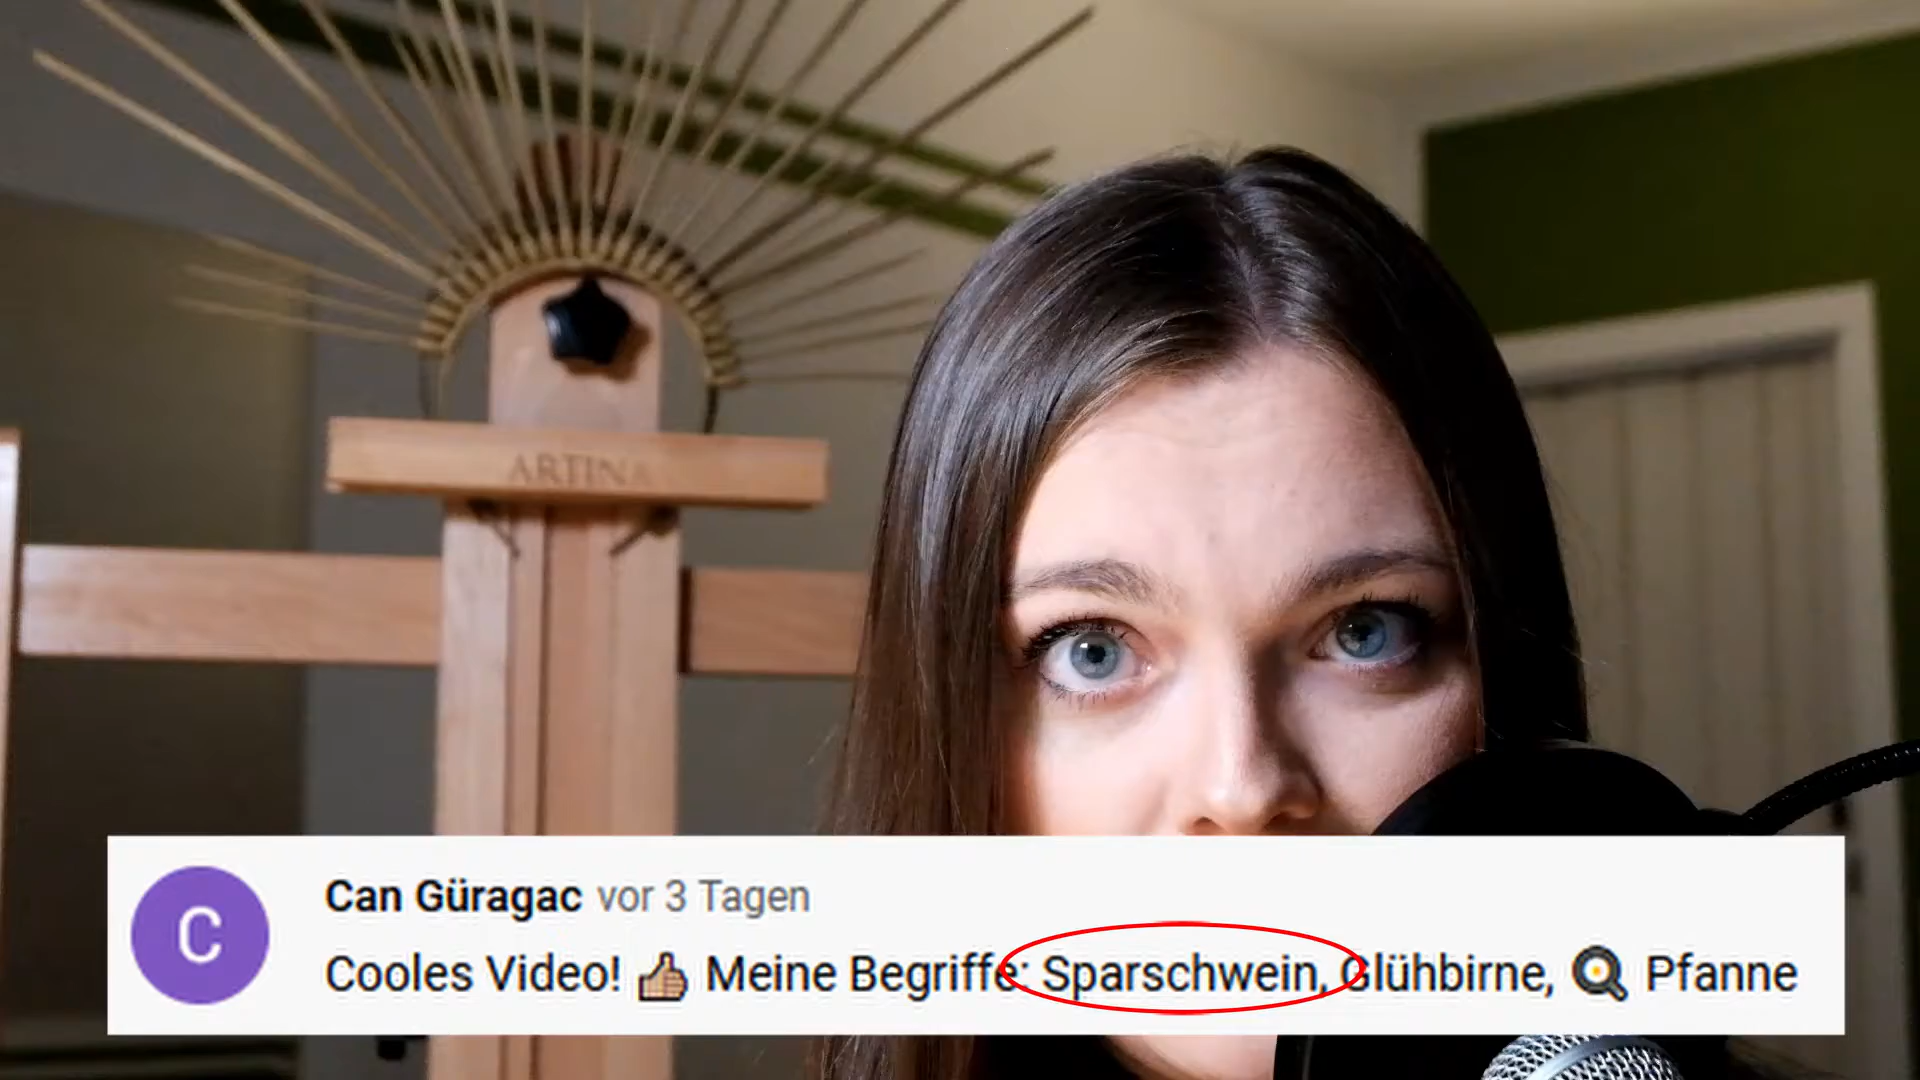 ARTINA
C
Can Güragac vor 3 Tagen
Cooles Video! 👍🏼 Meine Begriffe: Sparschwein, Glühbirne, 🍳 Pfanne